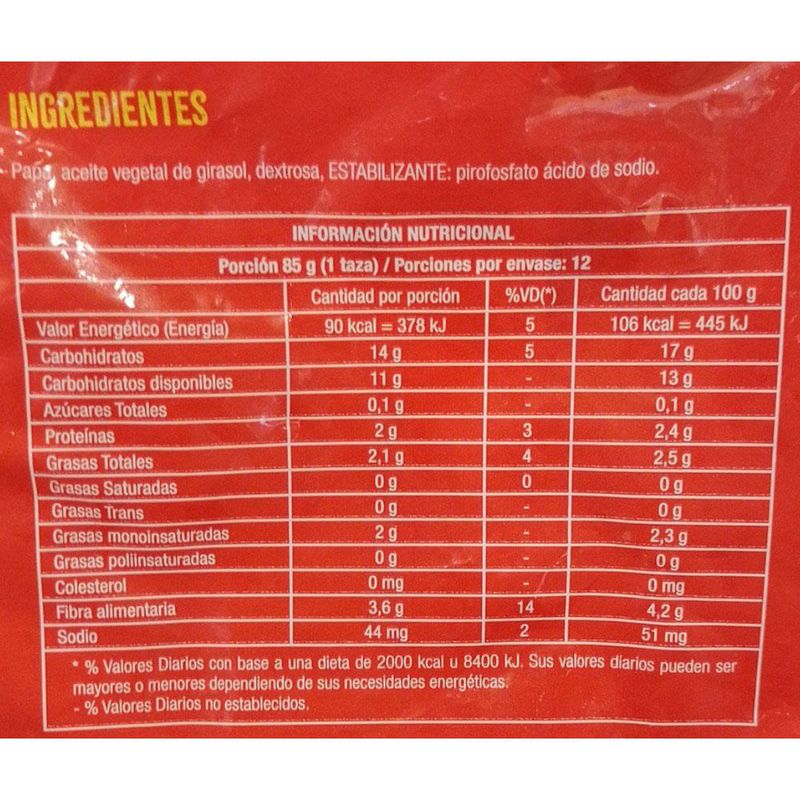 INGREDIENTES
Papa, aceite vegetal de girasol, dextrosa, ESTABILIZANTE: pirofosfato ácido de sodio.
INFORMACIÓN NUTRICIONAL
Porción 85 g (1 taza) / Porciones por envase: 12
Cantidad por porción %VD(*) Cantidad cada 100 g
Valor Energético (Energía) 90 kcal = 378 kJ 5 106 kcal = 445 kJ
Carbohidratos 14 g 5 17 g
Carbohidratos disponibles 11 g - 13 g
Azúcares Totales 0,1 g - 0,1 g
Proteínas 2 g 3 2,4 g
Grasas Totales 2,1 g 4 2,5 g
Grasas Saturadas 0 g 0 0 g
Grasas Trans 0 g - 0 g
Grasas monoinsaturadas 2 g - 2,3 g
Grasas poliinsaturadas 0 g - 0 g
Colesterol 0 mg - 0 mg
Fibra alimentaria 3,6 g 14 4,2 g
Sodio 44 mg 2 51 mg
* % Valores Diarios con base a una dieta de 2000 kcal u 8400 kJ. Sus valores diarios pueden ser
mayores o menores dependiendo de sus necesidades energéticas.
- % Valores Diarios no establecidos.